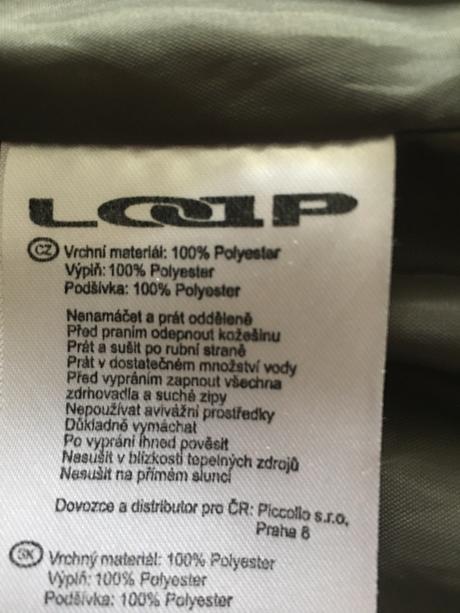 LOAP
CZ Vrchní materiál: 100% Polyester
Výplň: 100% Polyester
Podšívka: 100% Polyester
Nenamáčet a prát odděleně
Před praním odepnout kožešinu
Prát a sušit po rubní straně
Prát v dostatečném množství vody
Před vypráním zapnout všechna
zdrhovadla a suché zipy
Nepoužívat avivážní prostředky
Důkladně vymáchat
Po vyprání ihned pověsit
Nesušit v blízkosti tepelných zdrojů
Nesušit na přímém slunci
Dovozce a distributor pro ČR: Piccollo s.r.o,
Praha 8
SK Vrchný materiál: 100% Polyester
Výplň: 100% Polyester
Podšívka: 100% Polyester